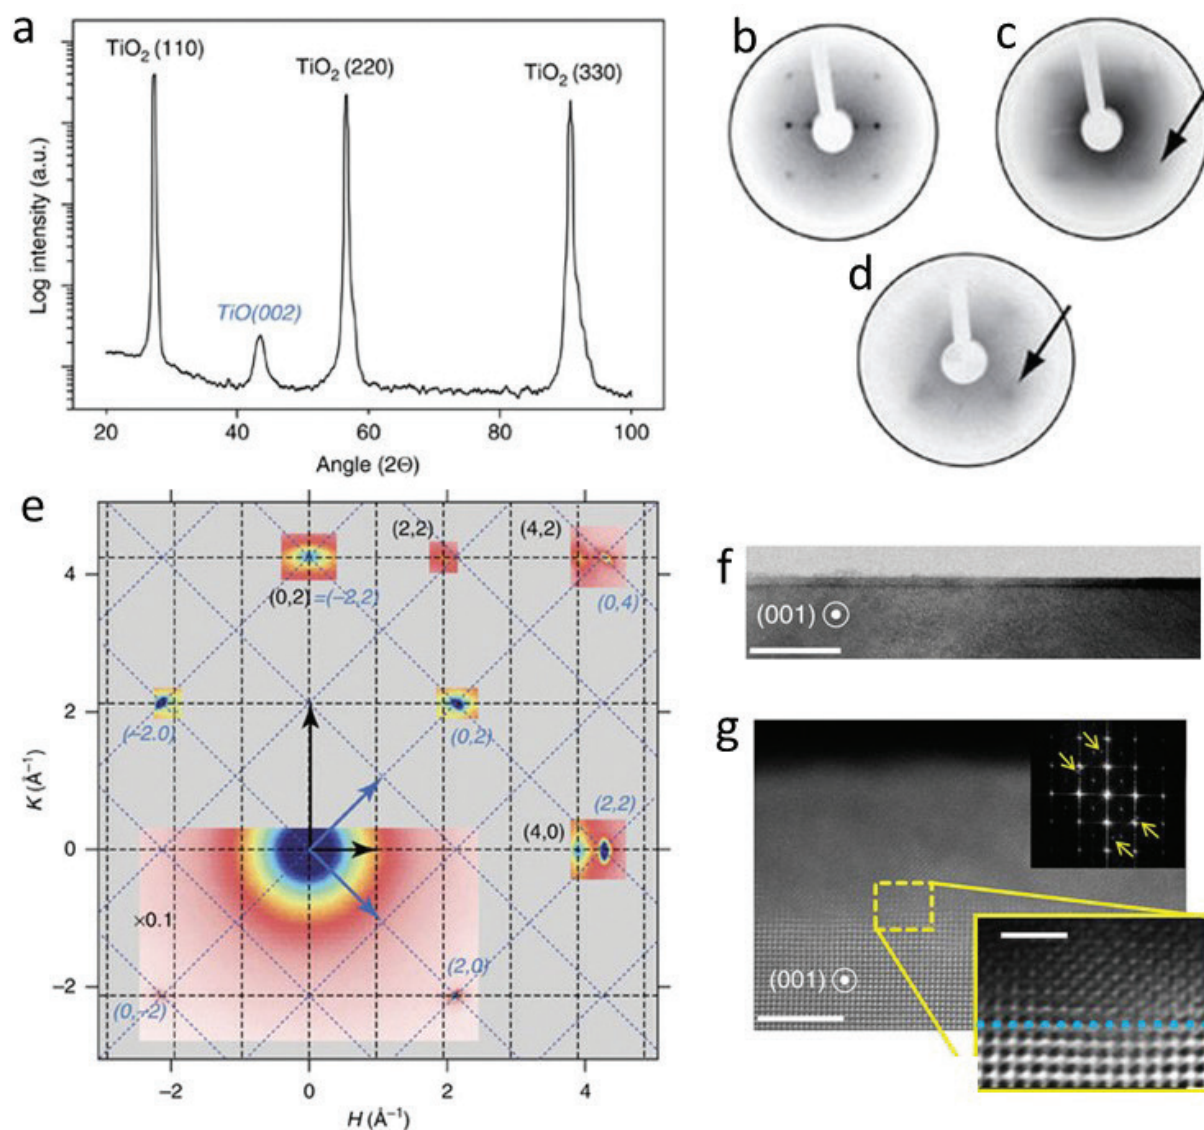 a
TiO₂ (110)
TiO₂ (220)
TiO₂ (330)
TiO(002)
Log intensity (a.u.)
20 40 60 80 100
Angle (2Θ)
b
c
d
e
(2,2)
(4,2)
4
(0,2) =(−2,2)
(0,4)
2
(−2.0)
(0,2)
K (Å⁻¹)
(2,2)
(4,0)
0
×0.1
(2,0)
−2
(0,−2)
−2 0 2 4
H (Å⁻¹)
f
(001)
g
(001)